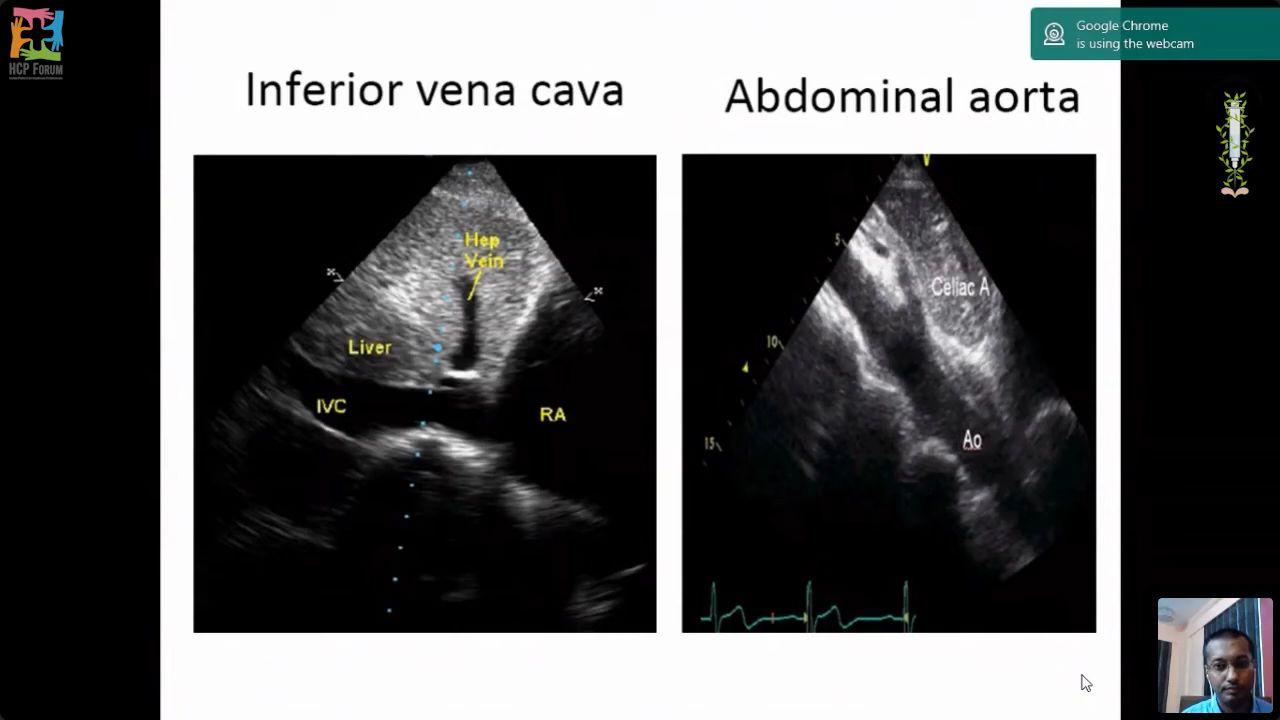 HCP FORUM
Google Chrome
is using the webcam
Inferior vena cava
Abdominal aorta
Hep
Vein
Liver
IVC
RA
V
5
Celiac A
10
15
Ao